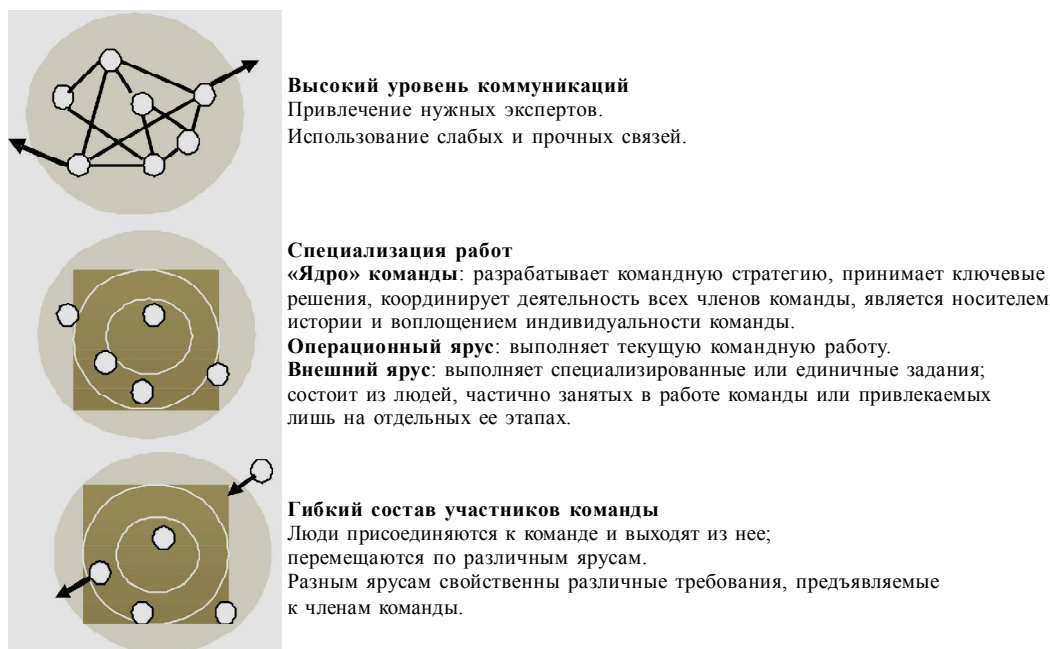 Высокий уровень коммуникаций
Привлечение нужных экспертов.
Использование слабых и прочных связей.
Специализация работ
«Ядро» команды: разрабатывает командную стратегию, принимает ключевые
решения, координирует деятельность всех членов команды, является носителем
истории и воплощением индивидуальности команды.
Операционный ярус: выполняет текущую командную работу.
Внешний ярус: выполняет специализированные или единичные задания;
состоит из людей, частично занятых в работе команды или привлекаемых
лишь на отдельных ее этапах.
Гибкий состав участников команды
Люди присоединяются к команде и выходят из нее;
перемещаются по различным ярусам.
Разным ярусам свойственны различные требования, предъявляемые
к членам команды.